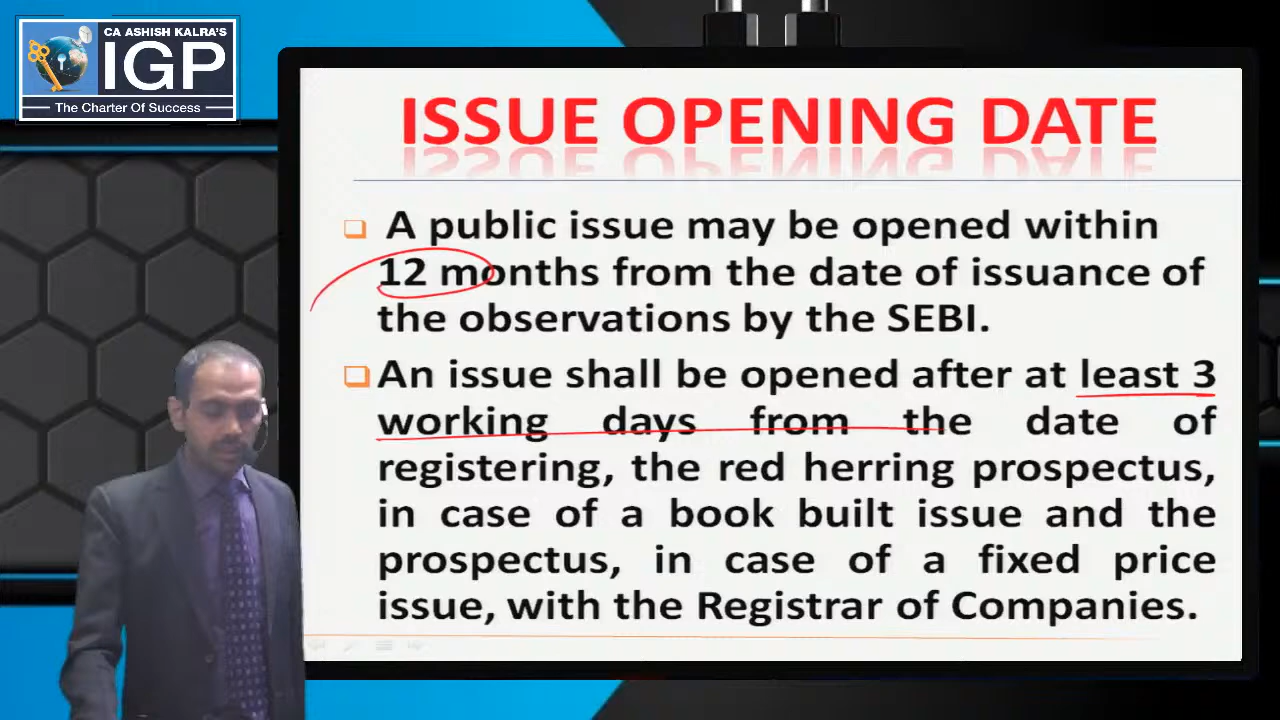 CA ASHISH KALRA'S
IGP
The Charter Of Success
ISSUE OPENING DATE
A public issue may be opened within
12 months from the date of issuance of
the observations by the SEBI.
An issue shall be opened after at least 3
working days from the date of
registering, the red herring prospectus,
in case of a book built issue and the
prospectus, in case of a fixed price
issue, with the Registrar of Companies.